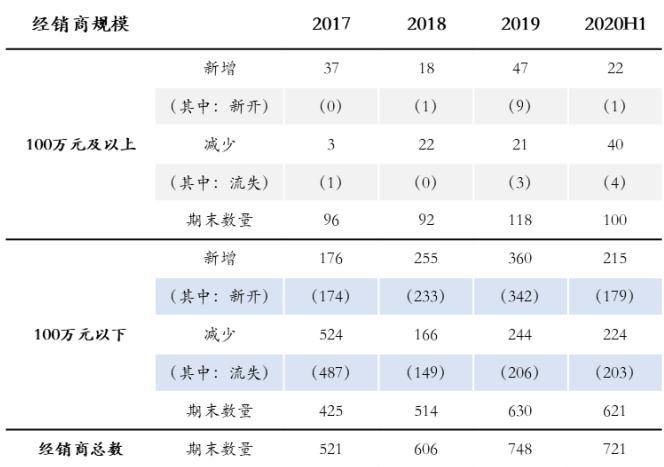 经销商规模 2017 2018 2019 2020H1
新增 37 18 47 22
(其中：新开) (0) (1) (9) (1)
100万元及以上 减少 3 22 21 40
(其中：流失) (1) (0) (3) (4)
期末数量 96 92 118 100
新增 176 255 360 215
(其中：新开) (174) (233) (342) (179)
100万元以下 减少 524 166 244 224
(其中：流失) (487) (149) (206) (203)
期末数量 425 514 630 621
经销商总数 期末数量 521 606 748 721